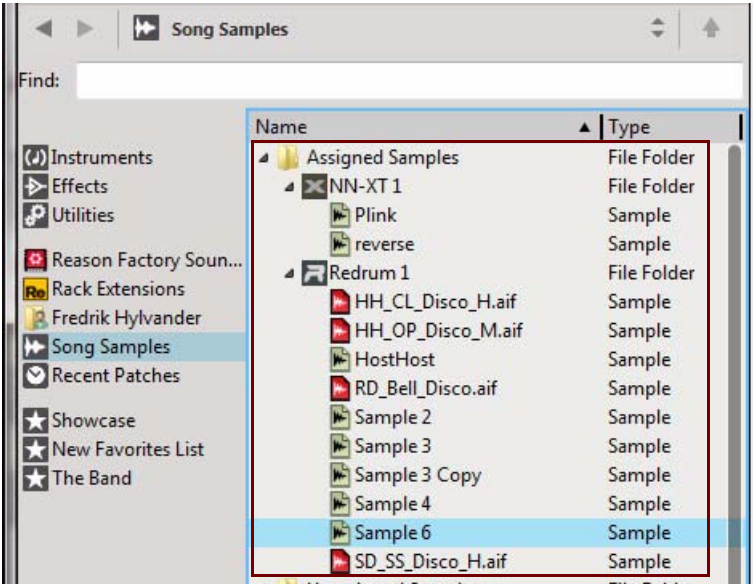 Song Samples
Find:
Name Type
Instruments
Effects
Utilities
Reason Factory Soun...
Re Rack Extensions
Fredrik Hylvander
Song Samples
Recent Patches
Showcase
New Favorites List
The Band
Assigned Samples File Folder
NN-XT 1 File Folder
Plink Sample
reverse Sample
Redrum 1 File Folder
HH_CL_Disco_H.aif Sample
HH_OP_Disco_M.aif Sample
HostHost Sample
RD_Bell_Disco.aif Sample
Sample 2 Sample
Sample 3 Sample
Sample 3 Copy Sample
Sample 4 Sample
Sample 6 Sample
SD_SS_Disco_H.aif Sample